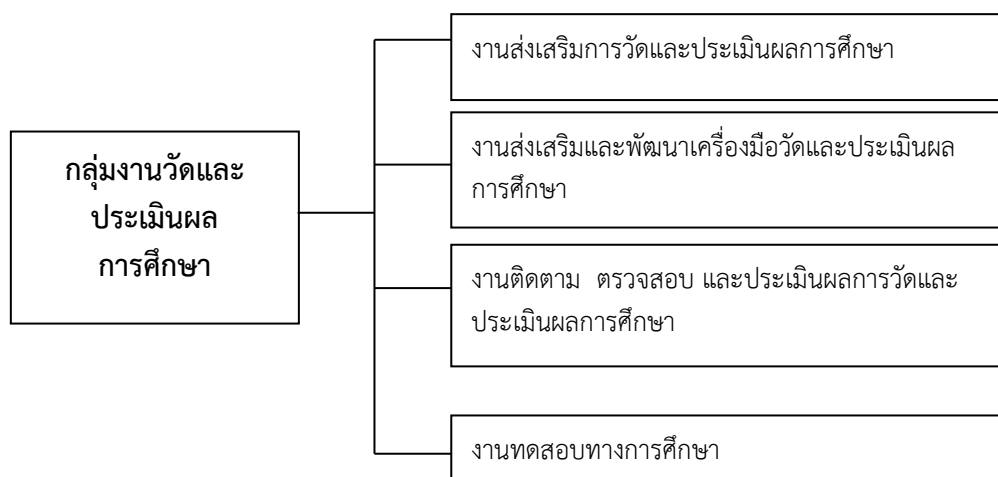 งานส่งเสริมการวัดและประเมินผลการศึกษา
งานส่งเสริมและพัฒนาเครื่องมือวัดและประเมินผล
การศึกษา
กลุ่มงานวัดและ
ประเมินผล
การศึกษา
งานติดตาม  ตรวจสอบ และประเมินผลการวัดและ
ประเมินผลการศึกษา
งานทดสอบทางการศึกษา